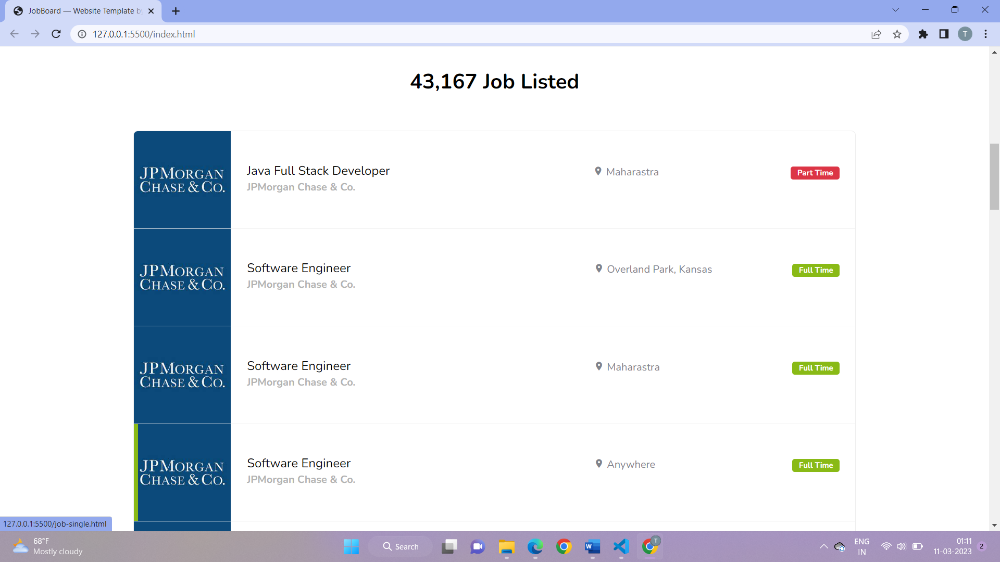 JobBoard — Website Template by
127.0.0.1:5500/index.html
T
43,167 Job Listed
JPMORGAN
CHASE & CO.
Java Full Stack Developer
JPMorgan Chase & Co.
Maharastra
Part Time
JPMORGAN
CHASE & CO.
Software Engineer
JPMorgan Chase & Co.
Overland Park, Kansas
Full Time
JPMORGAN
CHASE & CO.
Software Engineer
JPMorgan Chase & Co.
Maharastra
Full Time
JPMORGAN
CHASE & CO.
Software Engineer
JPMorgan Chase & Co.
Anywhere
Full Time
127.0.0.1:5500/job-single.html
68°F
Mostly cloudy
Search
W
T
ENG
IN
01:11
11-03-2023
2